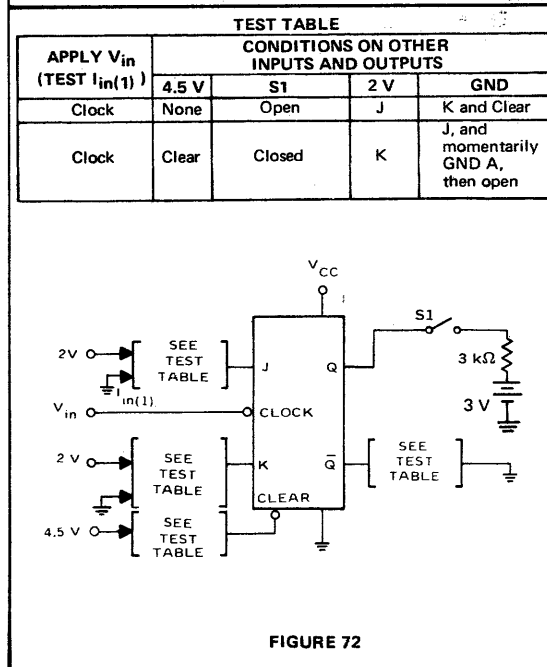 TEST TABLE
APPLY Vin (TEST Iin(1))
CONDITIONS ON OTHER INPUTS AND OUTPUTS
4.5 V S1 2 V GND
Clock None Open J K and Clear
Clock Clear Closed K J, and momentarily GND A, then open
VCC
S1
2V
SEE TEST TABLE
J
Q
3 kΩ
Iin(1)
Vin
CLOCK
3 V
2 V
SEE TEST TABLE
K
Q̅
SEE TEST TABLE
CLEAR
4.5 V
SEE TEST TABLE
FIGURE 72